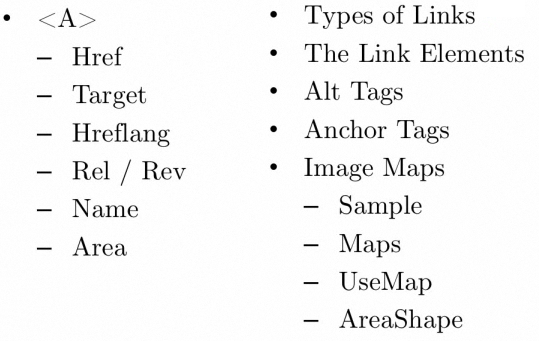 • <A>
– Href
– Target
– Hreflang
– Rel / Rev
– Name
– Area
• Types of Links
• The Link Elements
• Alt Tags
• Anchor Tags
• Image Maps
– Sample
– Maps
– UseMap
– AreaShape